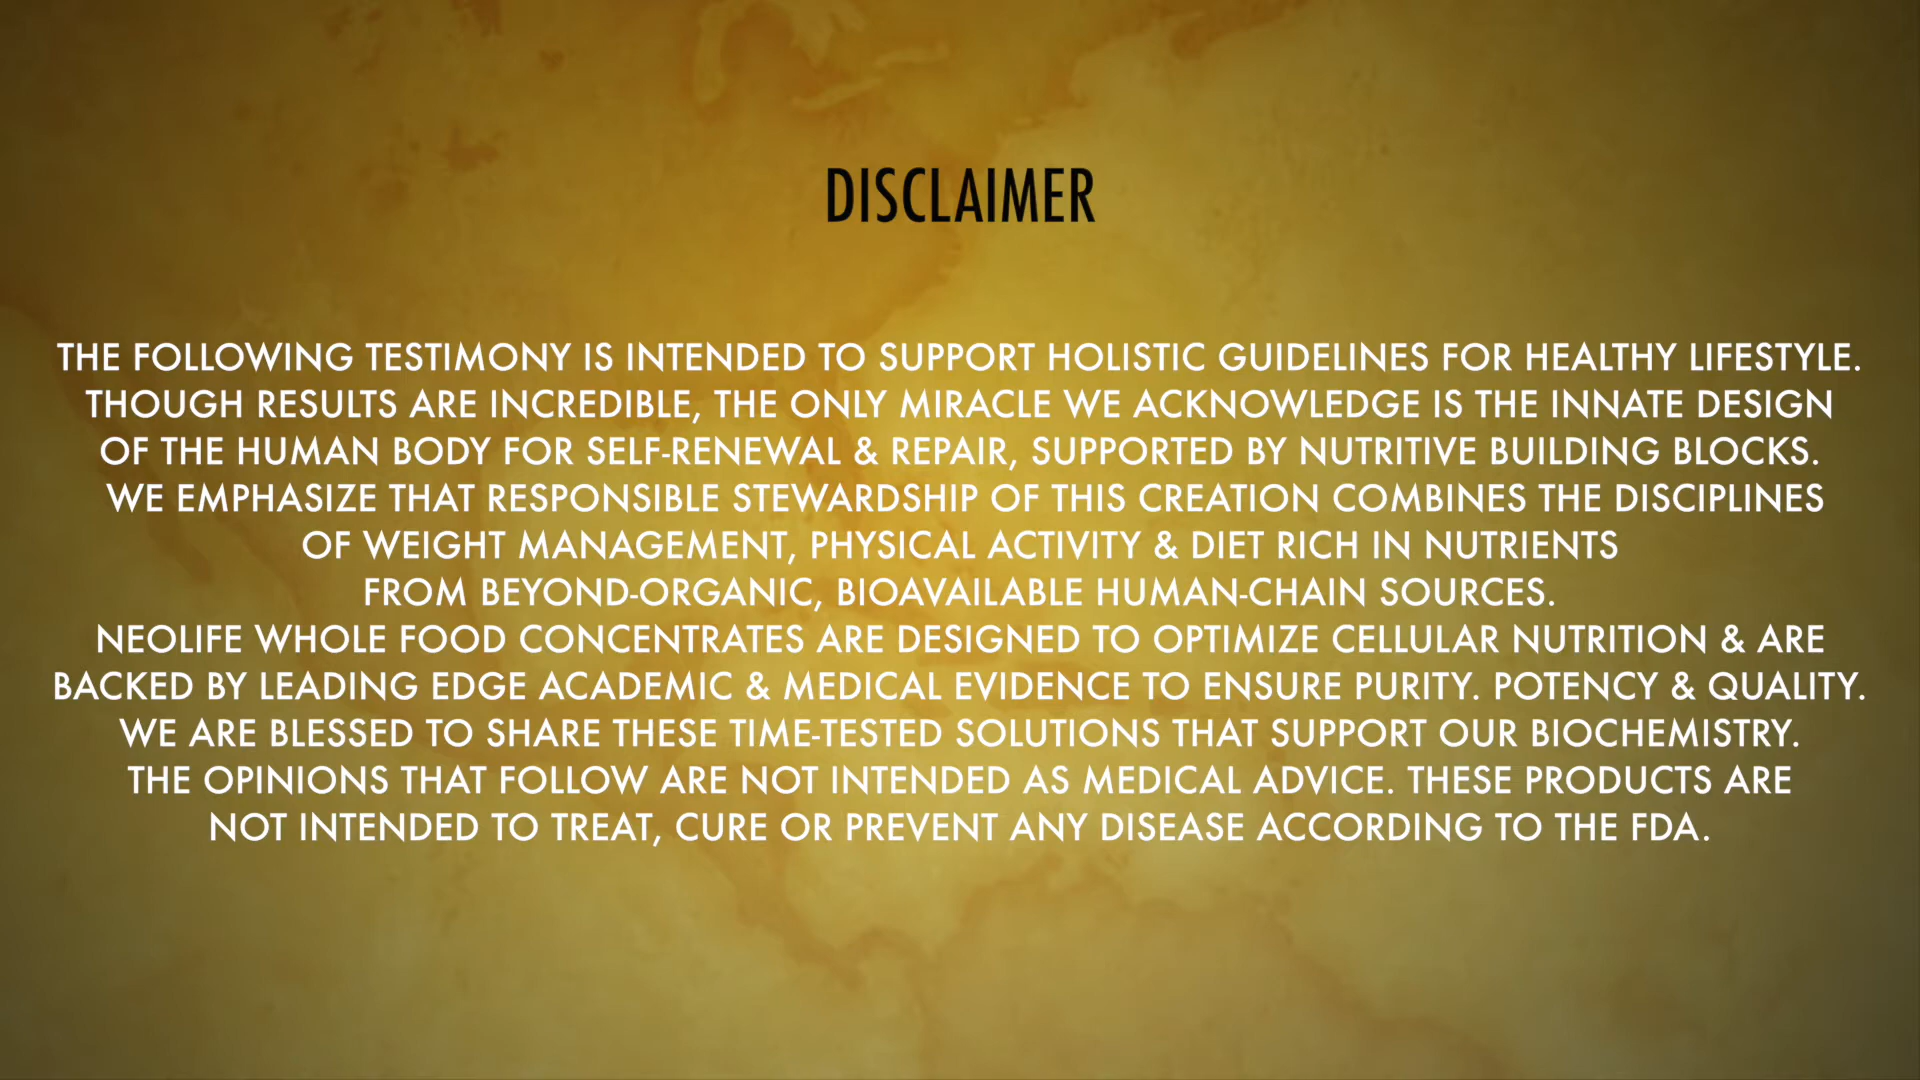 DISCLAIMER
THE FOLLOWING TESTIMONY IS INTENDED TO SUPPORT HOLISTIC GUIDELINES FOR HEALTHY LIFESTYLE.
THOUGH RESULTS ARE INCREDIBLE, THE ONLY MIRACLE WE ACKNOWLEDGE IS THE INNATE DESIGN
OF THE HUMAN BODY FOR SELF-RENEWAL & REPAIR, SUPPORTED BY NUTRITIVE BUILDING BLOCKS.
WE EMPHASIZE THAT RESPONSIBLE STEWARDSHIP OF THIS CREATION COMBINES THE DISCIPLINES
OF WEIGHT MANAGEMENT, PHYSICAL ACTIVITY & DIET RICH IN NUTRIENTS
FROM BEYOND-ORGANIC, BIOAVAILABLE HUMAN-CHAIN SOURCES.
NEOLIFE WHOLE FOOD CONCENTRATES ARE DESIGNED TO OPTIMIZE CELLULAR NUTRITION & ARE
BACKED BY LEADING EDGE ACADEMIC & MEDICAL EVIDENCE TO ENSURE PURITY. POTENCY & QUALITY.
WE ARE BLESSED TO SHARE THESE TIME-TESTED SOLUTIONS THAT SUPPORT OUR BIOCHEMISTRY.
THE OPINIONS THAT FOLLOW ARE NOT INTENDED AS MEDICAL ADVICE. THESE PRODUCTS ARE
NOT INTENDED TO TREAT, CURE OR PREVENT ANY DISEASE ACCORDING TO THE FDA.